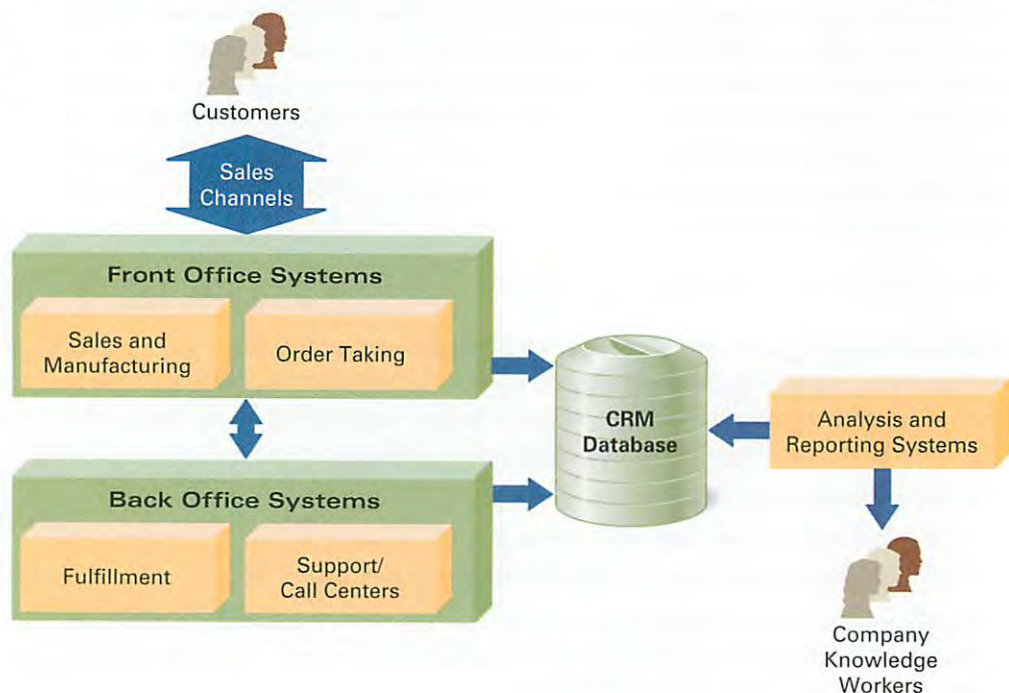 Customers
Sales
Channels
Front Office Systems
Sales and
Manufacturing
Order Taking
CRM
Database
Analysis and
Reporting Systems
Back Office Systems
Fulfillment
Support/
Call Centers
Company
Knowledge
Workers